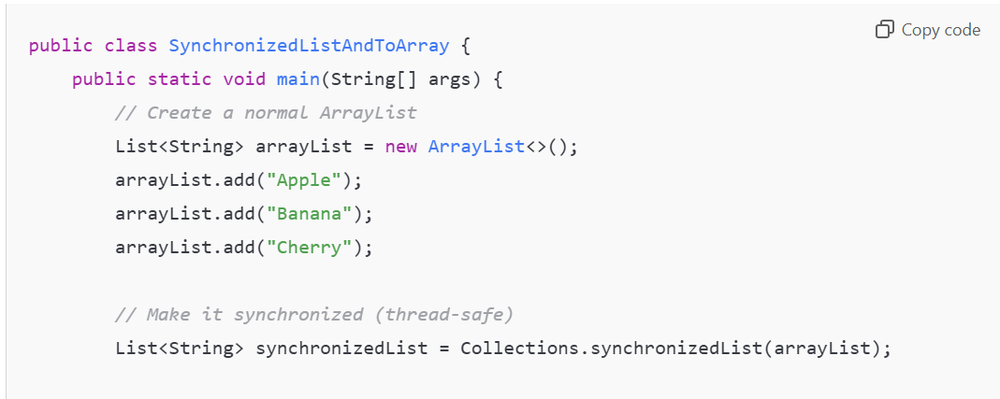 Copy code
public class SynchronizedListAndToArray {
    public static void main(String[] args) {
        // Create a normal ArrayList
        List<String> arrayList = new ArrayList<>();
        arrayList.add("Apple");
        arrayList.add("Banana");
        arrayList.add("Cherry");

        // Make it synchronized (thread-safe)
        List<String> synchronizedList = Collections.synchronizedList(arrayList);